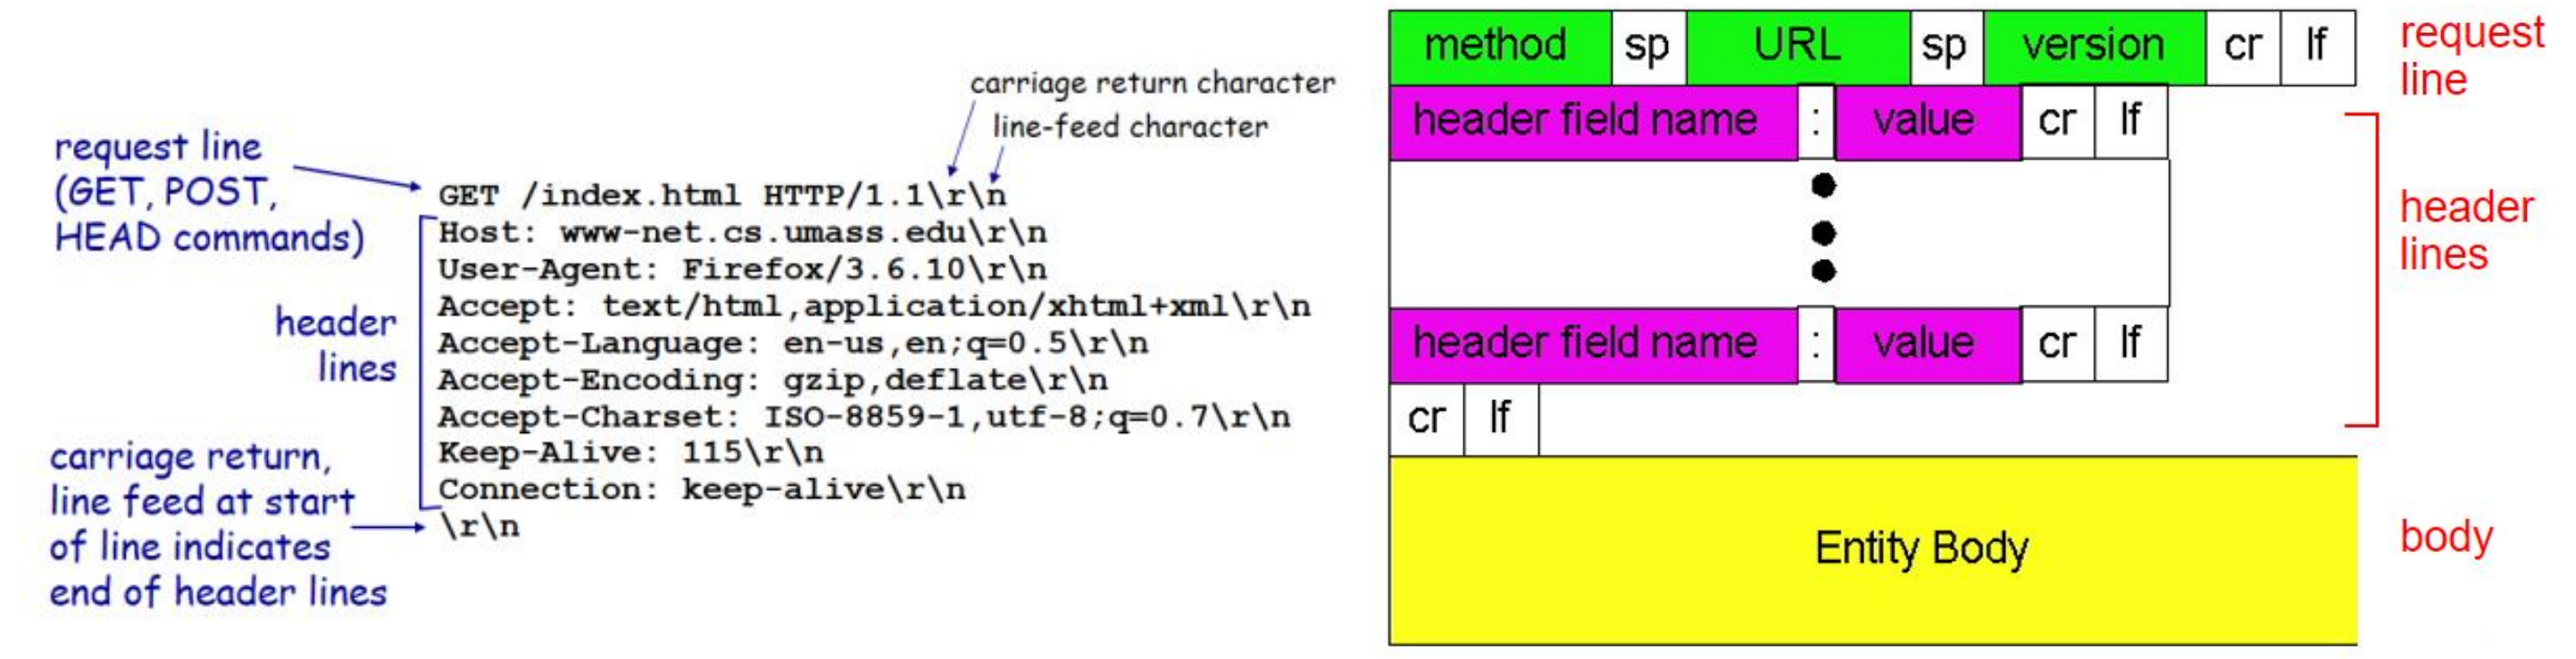 carriage return character
line-feed character
request line
(GET, POST,
HEAD commands)
GET /index.html HTTP/1.1\r\n
Host: www-net.cs.umass.edu\r\n
User-Agent: Firefox/3.6.10\r\n
Accept: text/html,application/xhtml+xml\r\n
Accept-Language: en-us,en;q=0.5\r\n
Accept-Encoding: gzip,deflate\r\n
Accept-Charset: ISO-8859-1,utf-8;q=0.7\r\n
Keep-Alive: 115\r\n
Connection: keep-alive\r\n
\r\n
header
lines
carriage return,
line feed at start
of line indicates
end of header lines
method sp URL sp version cr lf
header field name : value cr lf
header field name : value cr lf
cr lf
Entity Body
request
line
header
lines
body